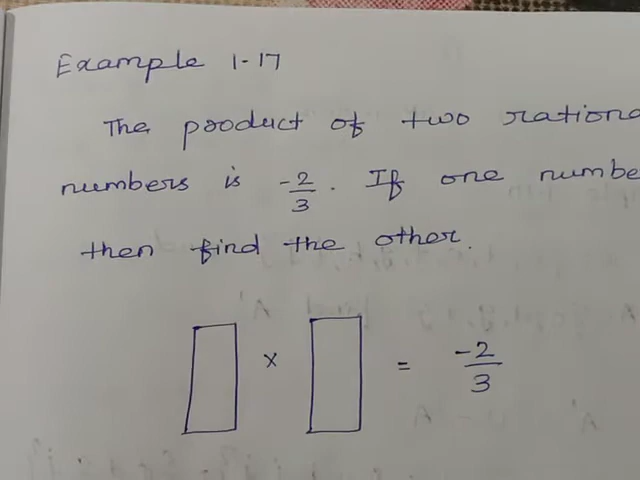 Example 1-17
The product of two rationa
numbers is -2/3. If one numbe
then find the other.
× = -2/3